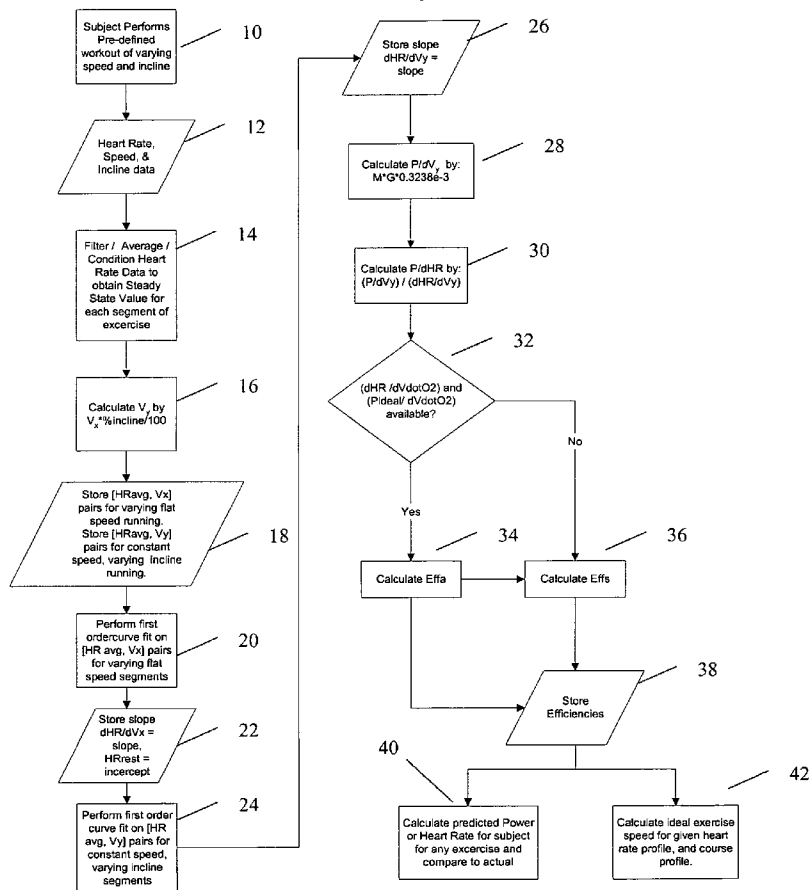 Subject Performs
Pre-defined
workout of varying
speed and incline
10
Heart Rate,
Speed, &
Incline data
12
Filter / Average /
Condition Heart
Rate Data to
obtain Steady
State Value for
each segment of
excercise
14
Calculate Vy by
Vx*%incline/100
16
Store [HRavg, Vx]
pairs for varying flat
speed running.
Store [HRavg, Vy]
pairs for constant
speed, varying Incline
running.
18
Perform first
ordercurve fit on
[HR avg, Vx] pairs
for varying flat
speed segments
20
Store slope
dHR/dVx =
slope,
HRrest =
incercept
22
Perform first order
curve fit on [HR
avg, Vy] pairs for
constant speed,
varying incline
segments
24
Store slope
dHR/dVy =
slope
26
Calculate P/dVy by:
M*G*0.3238e-3
28
Calculate P/dHR by:
(P/dVy) / (dHR/dVy)
30
(dHR /dVdotO2) and
(PIdeal/ dVdotO2)
available?
32
Yes
No
Calculate Effa
34
Calculate Effs
36
Store
Efficiencies
38
Calculate predicted Power
or Heart Rate for subject
for any excercise and
compare to actual
40
Calculate ideal exercise
speed for given heart
rate profile, and course
profile.
42